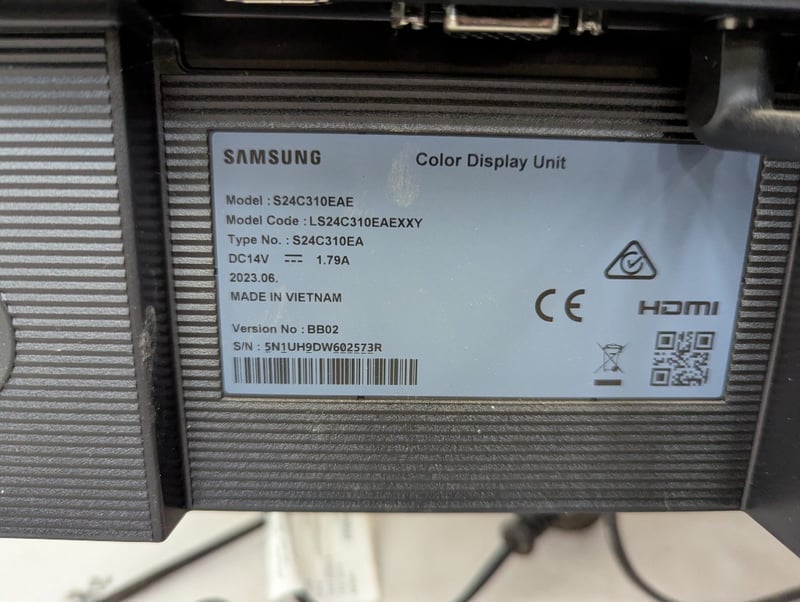 SAMSUNG
Color Display Unit
Model : S24C310EAE
Model Code : LS24C310EAEXXY
Type No. : S24C310EA
DC14V ⎓ 1.79A
2023.06.
MADE IN VIETNAM
Version No : BB02
S/N : 5N1UH9DW602573R
CE
HDMI